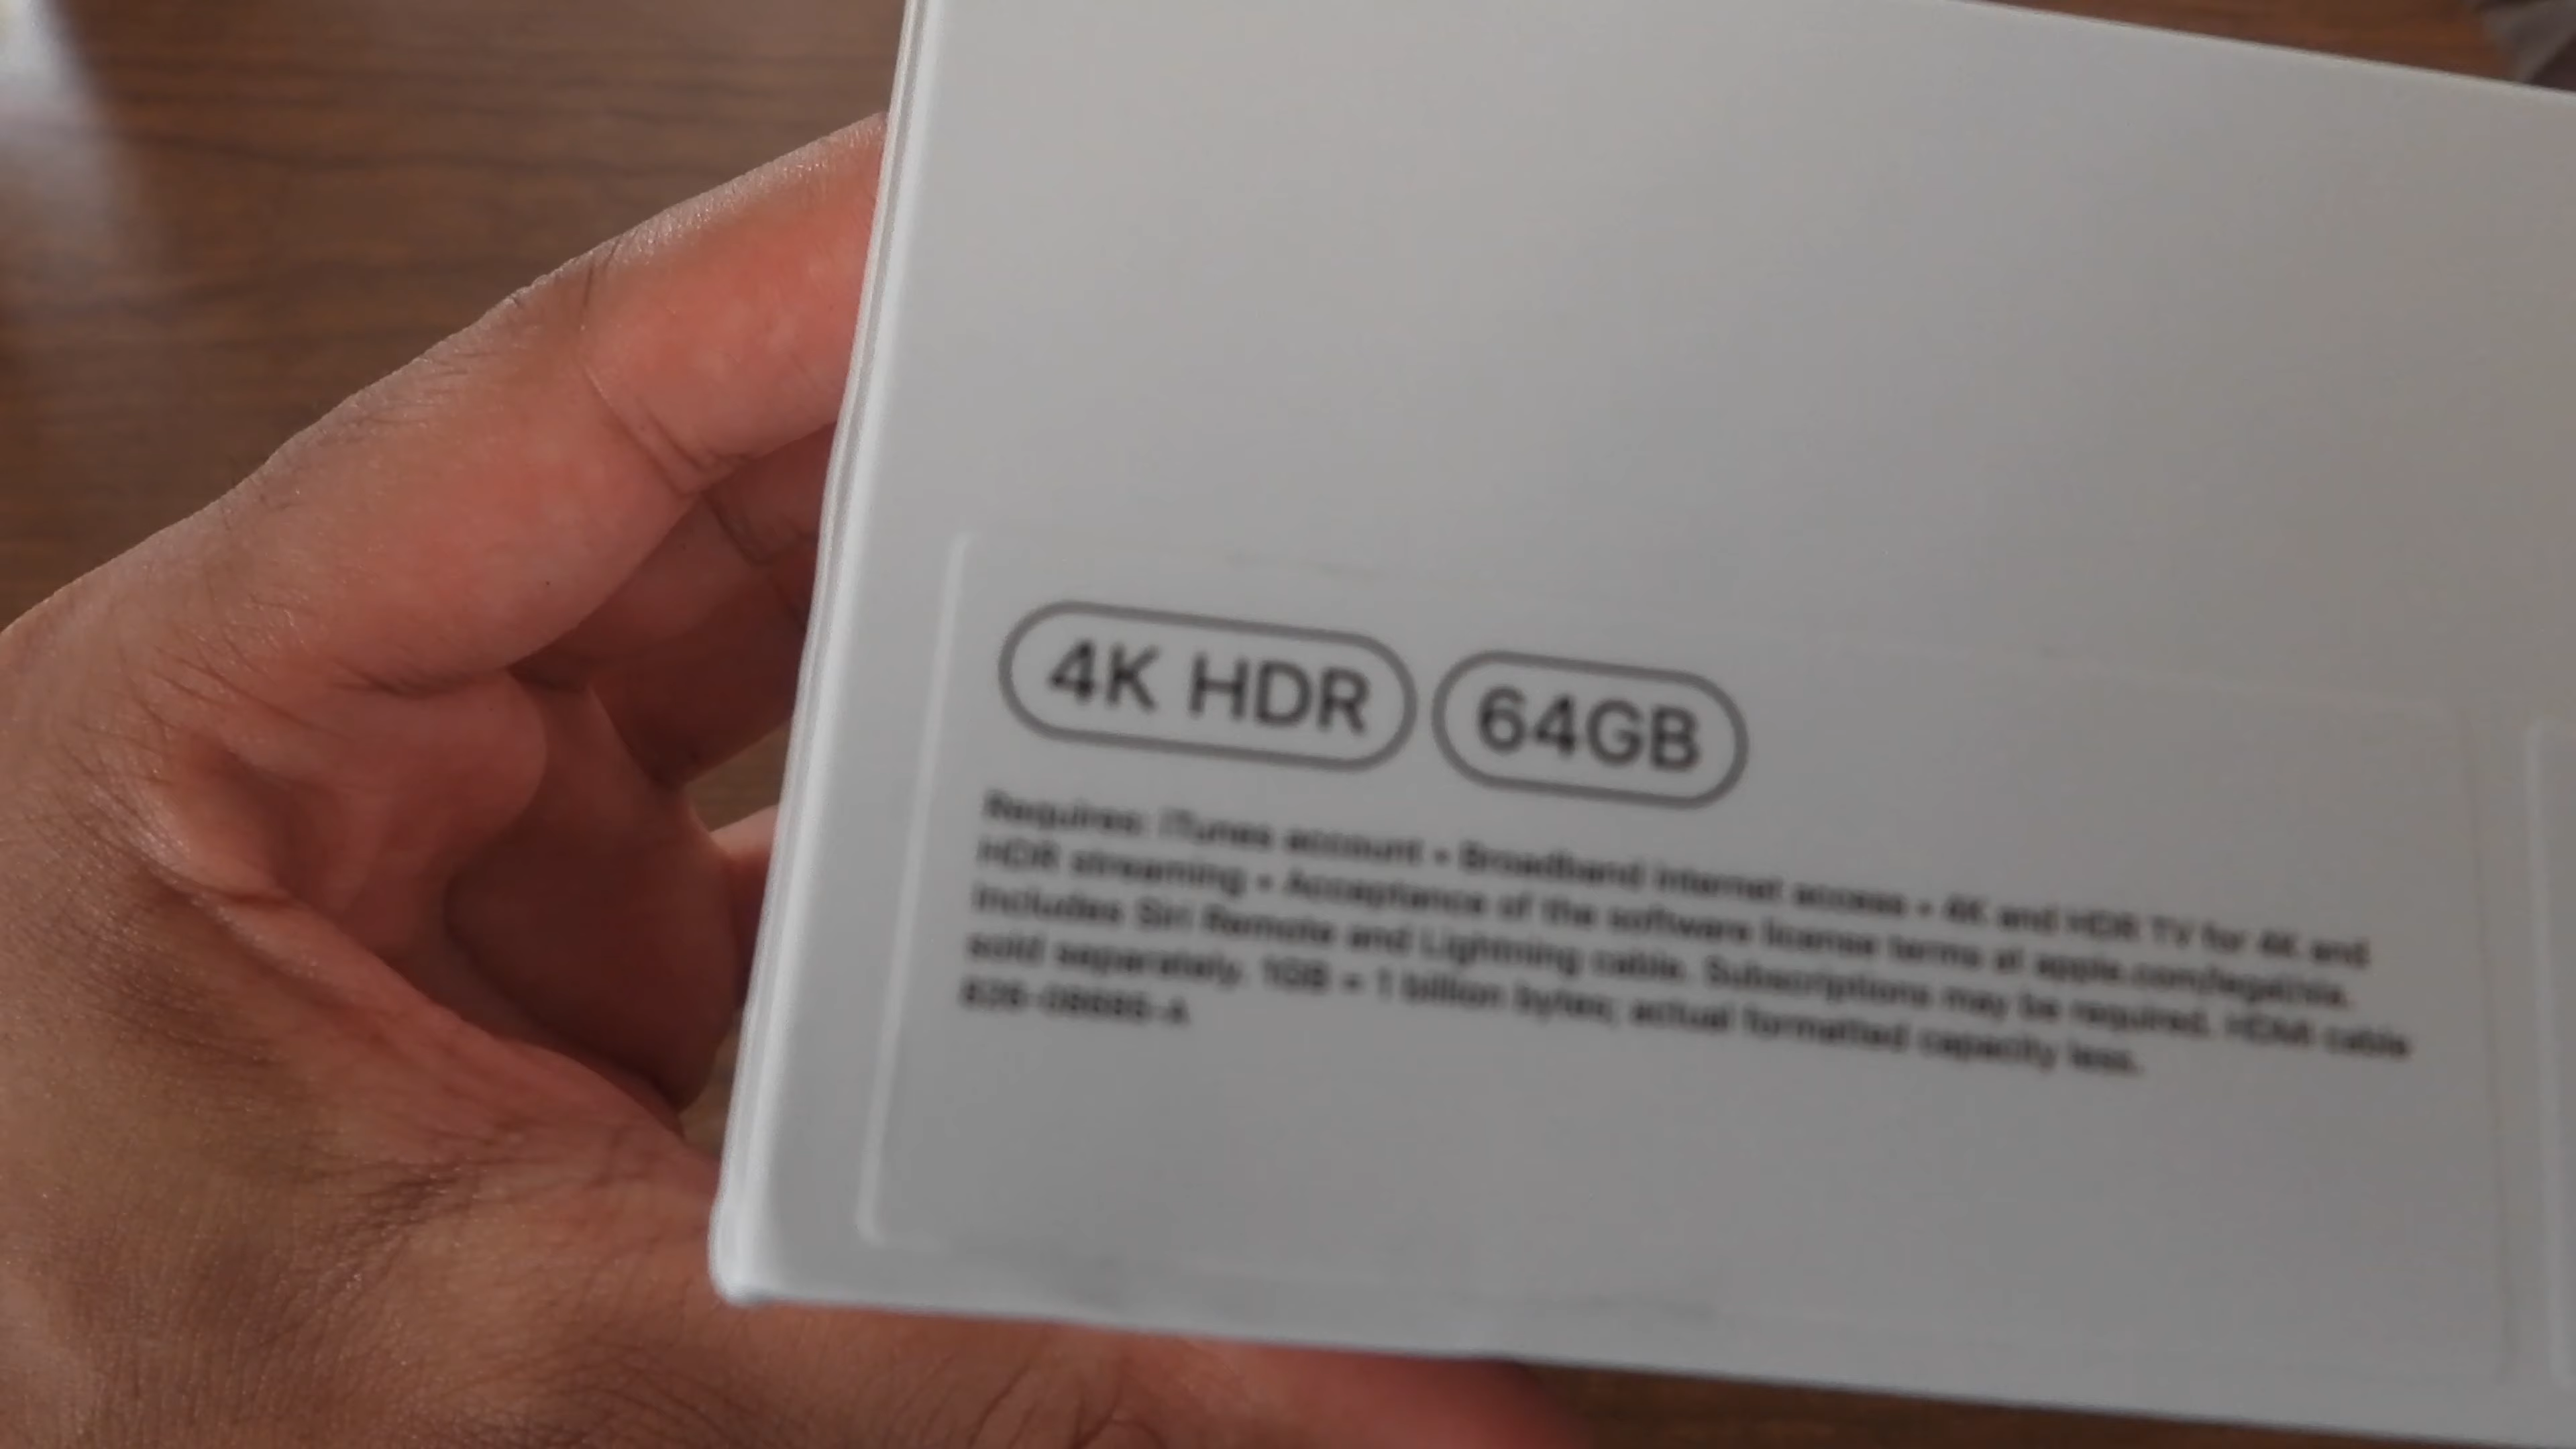 4K HDR 64GB
Requires: iTunes account • Broadband internet access • 4K and HDR TV for 4K and
HDR streaming • Acceptance of the software license terms at apple.com/legal/sla.
Includes Siri Remote and Lightning cable. Subscriptions may be required. HDMI cable
sold separately. 1GB = 1 billion bytes; actual formatted capacity less.